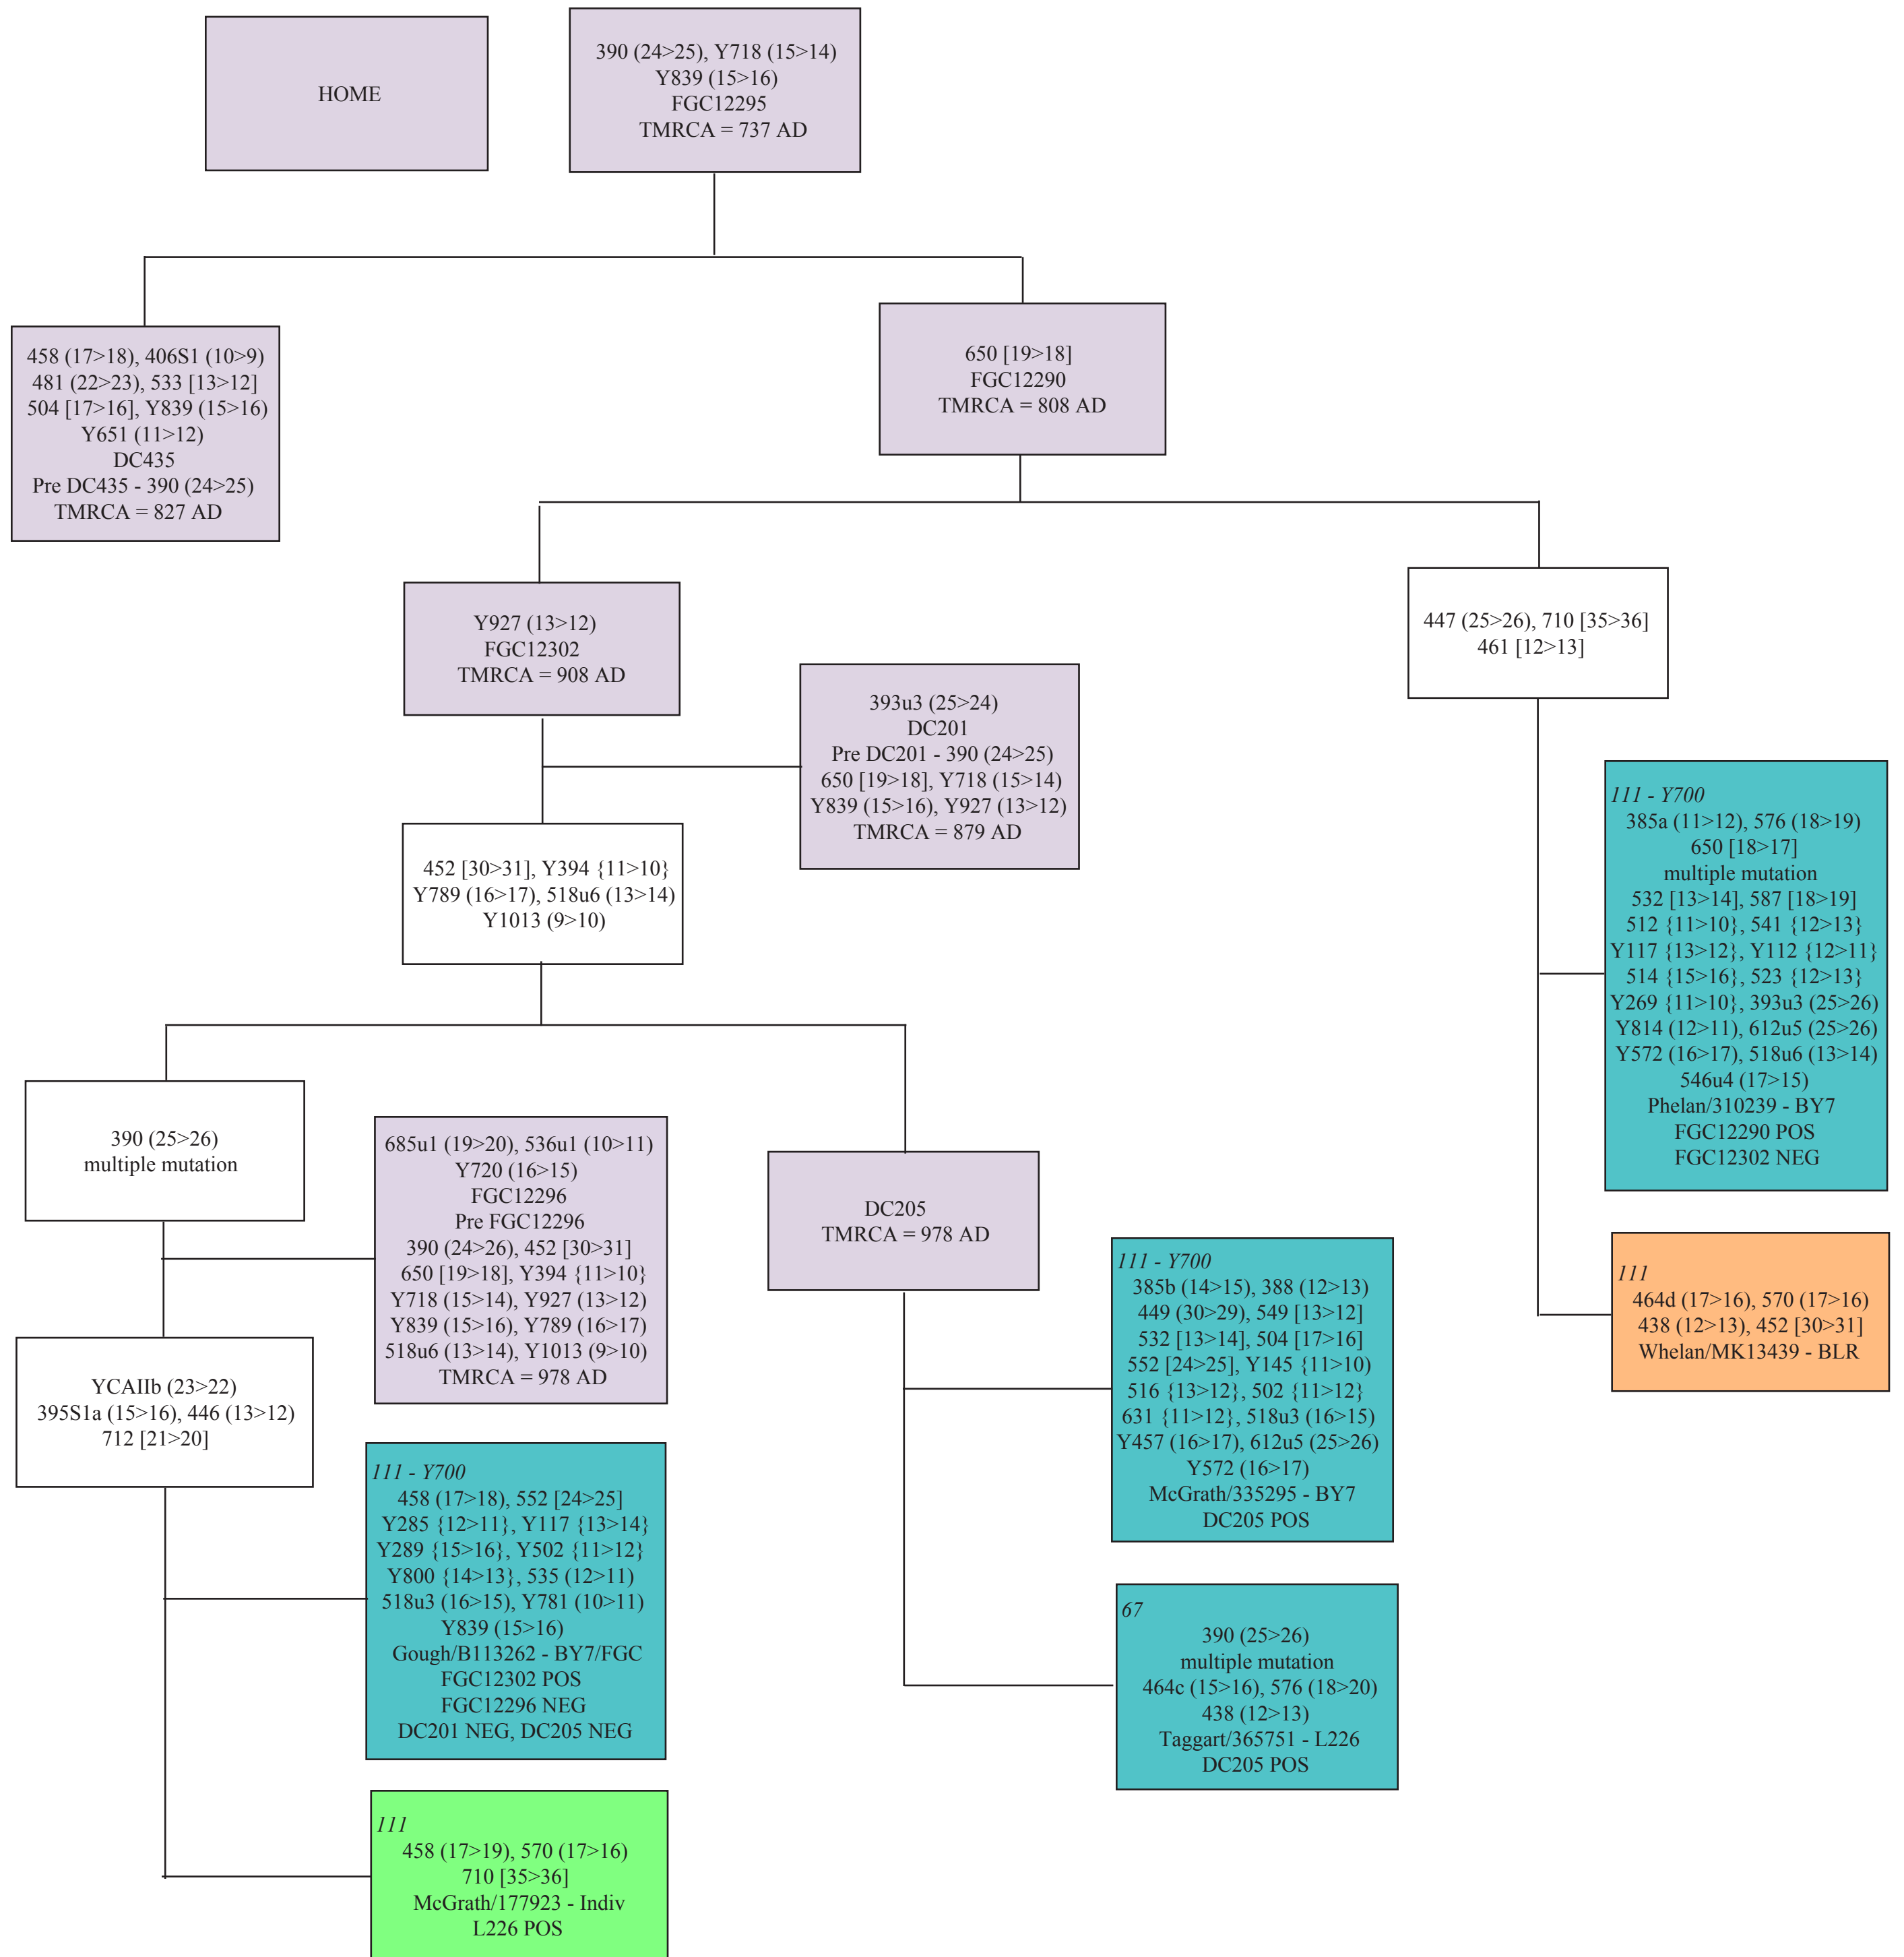 HOME
390 (24>25), Y718 (15>14)
Y839 (15>16)
FGC12295
TMRCA = 737 AD
458 (17>18), 406S1 (10>9)
481 (22>23), 533 [13>12]
504 [17>16], Y839 (15>16)
Y651 (11>12)
DC435
Pre DC435 - 390 (24>25)
TMRCA = 827 AD
650 [19>18]
FGC12290
TMRCA = 808 AD
Y927 (13>12)
FGC12302
TMRCA = 908 AD
447 (25>26), 710 [35>36]
461 [12>13]
393u3 (25>24)
DC201
Pre DC201 - 390 (24>25)
650 [19>18], Y718 (15>14)
Y839 (15>16), Y927 (13>12)
TMRCA = 879 AD
452 [30>31], Y394 {11>10}
Y789 (16>17), 518u6 (13>14)
Y1013 (9>10)
111 - Y700
385a (11>12), 576 (18>19)
650 [18>17]
multiple mutation
532 [13>14], 587 [18>19]
512 {11>10}, 541 {12>13}
Y117 {13>12}, Y112 {12>11}
514 {15>16}, 523 {12>13}
Y269 {11>10}, 393u3 (25>26)
Y814 (12>11), 612u5 (25>26)
Y572 (16>17), 518u6 (13>14)
546u4 (17>15)
Phelan/310239 - BY7
FGC12290 POS
FGC12302 NEG
390 (25>26)
multiple mutation
685u1 (19>20), 536u1 (10>11)
Y720 (16>15)
FGC12296
Pre FGC12296
390 (24>26), 452 [30>31]
650 [19>18], Y394 {11>10}
Y718 (15>14), Y927 (13>12)
Y839 (15>16), Y789 (16>17)
518u6 (13>14), Y1013 (9>10)
TMRCA = 978 AD
DC205
TMRCA = 978 AD
111 - Y700
385b (14>15), 388 (12>13)
449 (30>29), 549 [13>12]
532 [13>14], 504 [17>16]
552 [24>25], Y145 {11>10)
516 {13>12}, 502 {11>12}
631 {11>12}, 518u3 (16>15)
Y457 (16>17), 612u5 (25>26)
Y572 (16>17)
McGrath/335295 - BY7
DC205 POS
111
464d (17>16), 570 (17>16)
438 (12>13), 452 [30>31]
Whelan/MK13439 - BLR
YCAIIb (23>22)
395S1a (15>16), 446 (13>12)
712 [21>20]
111 - Y700
458 (17>18), 552 [24>25]
Y285 {12>11}, Y117 {13>14}
Y289 {15>16}, Y502 {11>12}
Y800 {14>13}, 535 (12>11)
518u3 (16>15), Y781 (10>11)
Y839 (15>16)
Gough/B113262 - BY7/FGC
FGC12302 POS
FGC12296 NEG
DC201 NEG, DC205 NEG
67
390 (25>26)
multiple mutation
464c (15>16), 576 (18>20)
438 (12>13)
Taggart/365751 - L226
DC205 POS
111
458 (17>19), 570 (17>16)
710 [35>36]
McGrath/177923 - Indiv
L226 POS